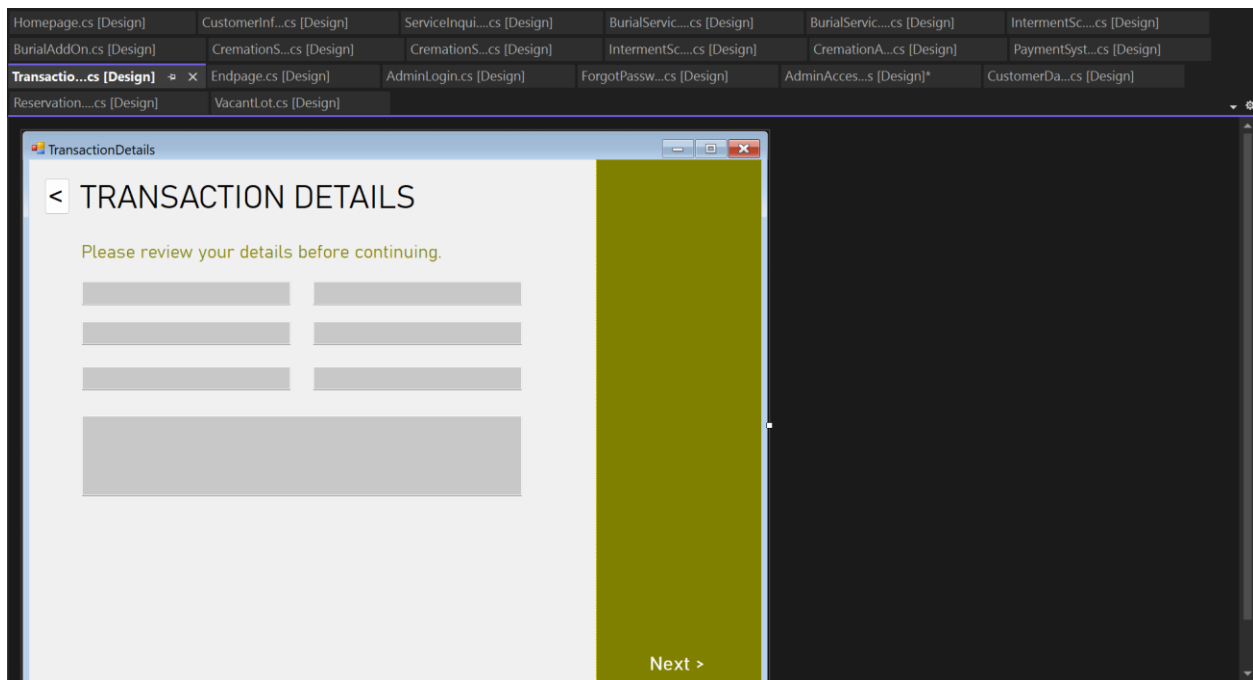 Homepage.cs [Design] CustomerInf...cs [Design] ServiceInqui....cs [Design] BurialServic....cs [Design] BurialServic....cs [Design] IntermentSc....cs [Design]
BurialAddOn.cs [Design] CremationS...cs [Design] CremationS...cs [Design] IntermentSc....cs [Design] CremationA...cs [Design] PaymentSyst...cs [Design]
Transactio...cs [Design] Endpage.cs [Design] AdminLogin.cs [Design] ForgotPassw...cs [Design] AdminAcces...s [Design]* CustomerDa...cs [Design]
Reservation....cs [Design] VacantLot.cs [Design]
TransactionDetails
< TRANSACTION DETAILS
Please review your details before continuing.
Next >